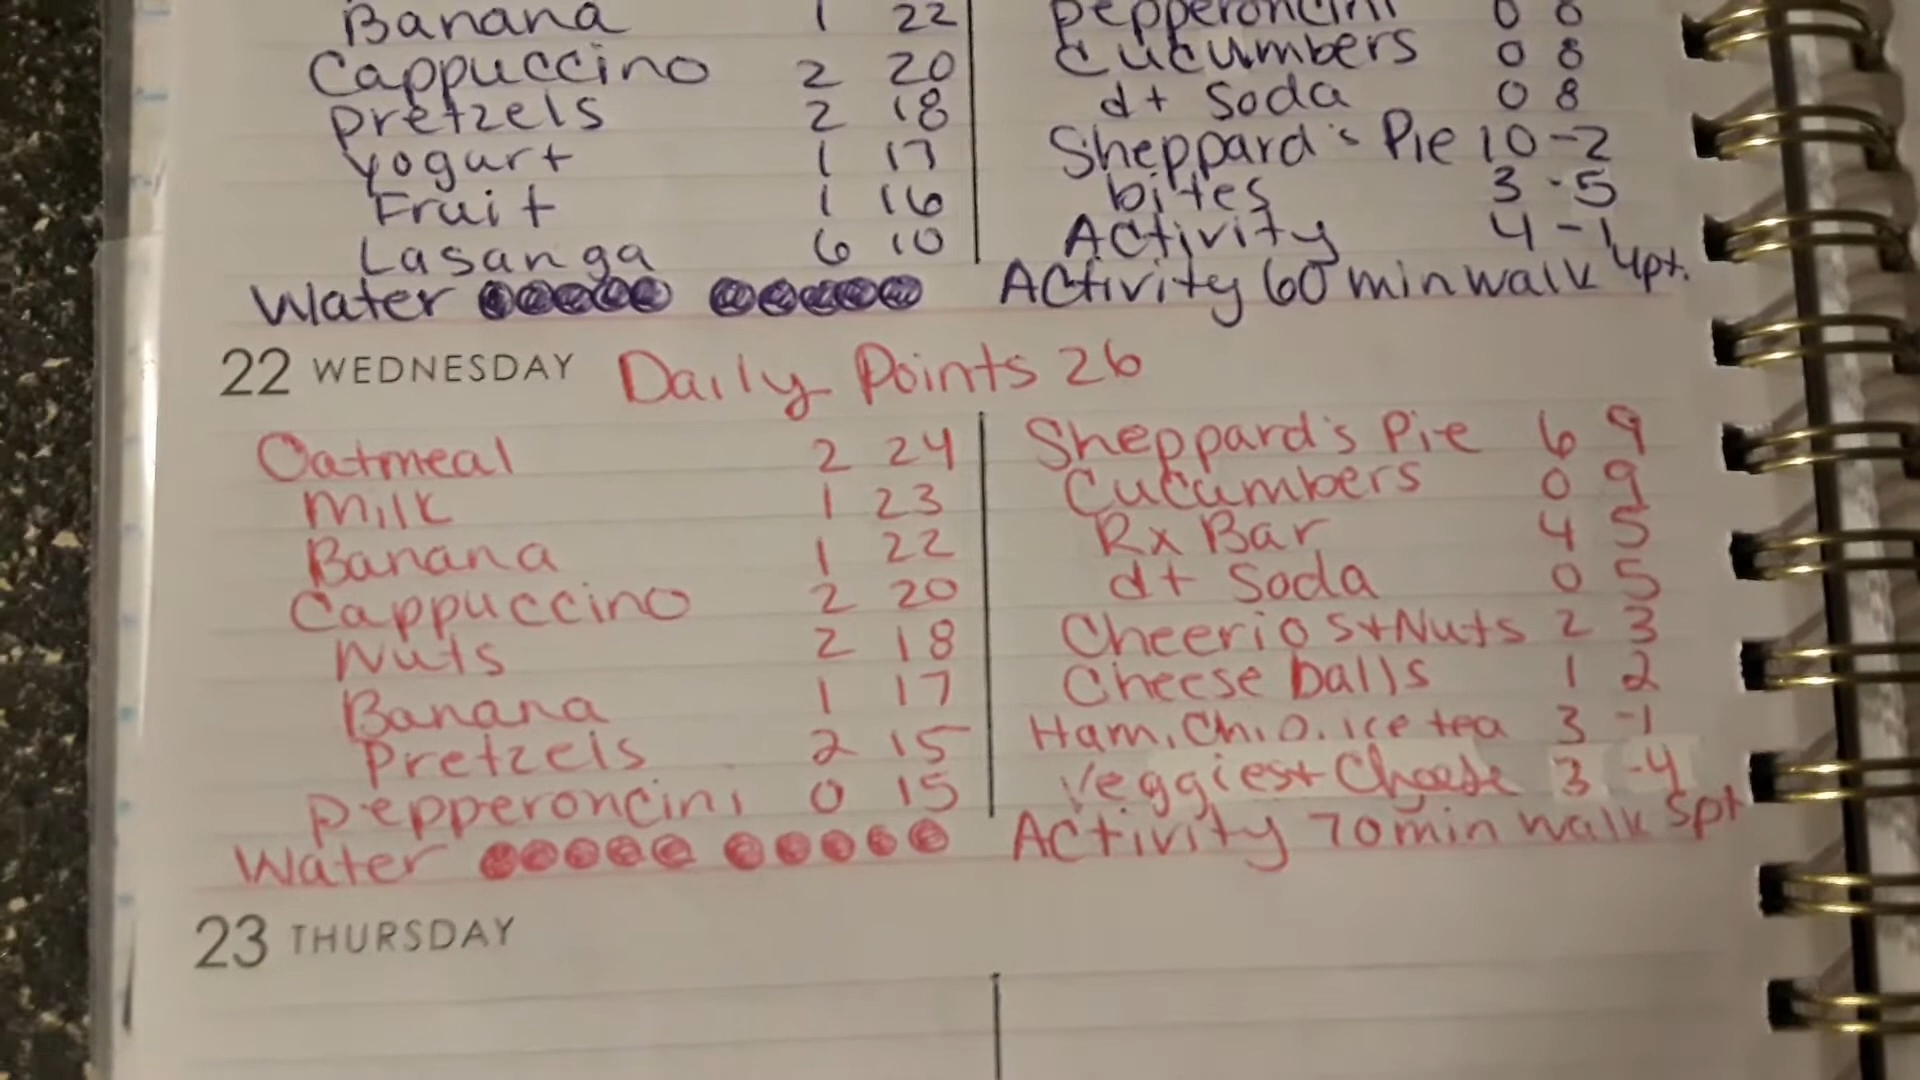 Banana 1 22
Cappuccino 2 20
Pretzels 2 18
Yogurt 1 17
Fruit 1 16
Lasanga 6 10
Pepperoncini 0 8
Cucumbers 0 8
dt Soda 0 8
Sheppard's Pie 10 -2
bites 3 -5
Activity 4 -1
Water
Activity 60 min walk 4pt.
22 WEDNESDAY Daily Points 26
Oatmeal 2 24
Milk 1 23
Banana 1 22
Cappuccino 2 20
Nuts 2 18
Banana 1 17
Pretzels 2 15
Pepperoncini 0 15
Sheppard's Pie 6 9
Cucumbers 0 9
Rx Bar 4 5
dt Soda 0 5
Cheerios+Nuts 2 3
Cheese balls 1 2
Ham, Ch, O. ice tea 3 -1
Veggies+ Cheese 3 -4
Water
Activity 70 min walk 5pt
23 THURSDAY